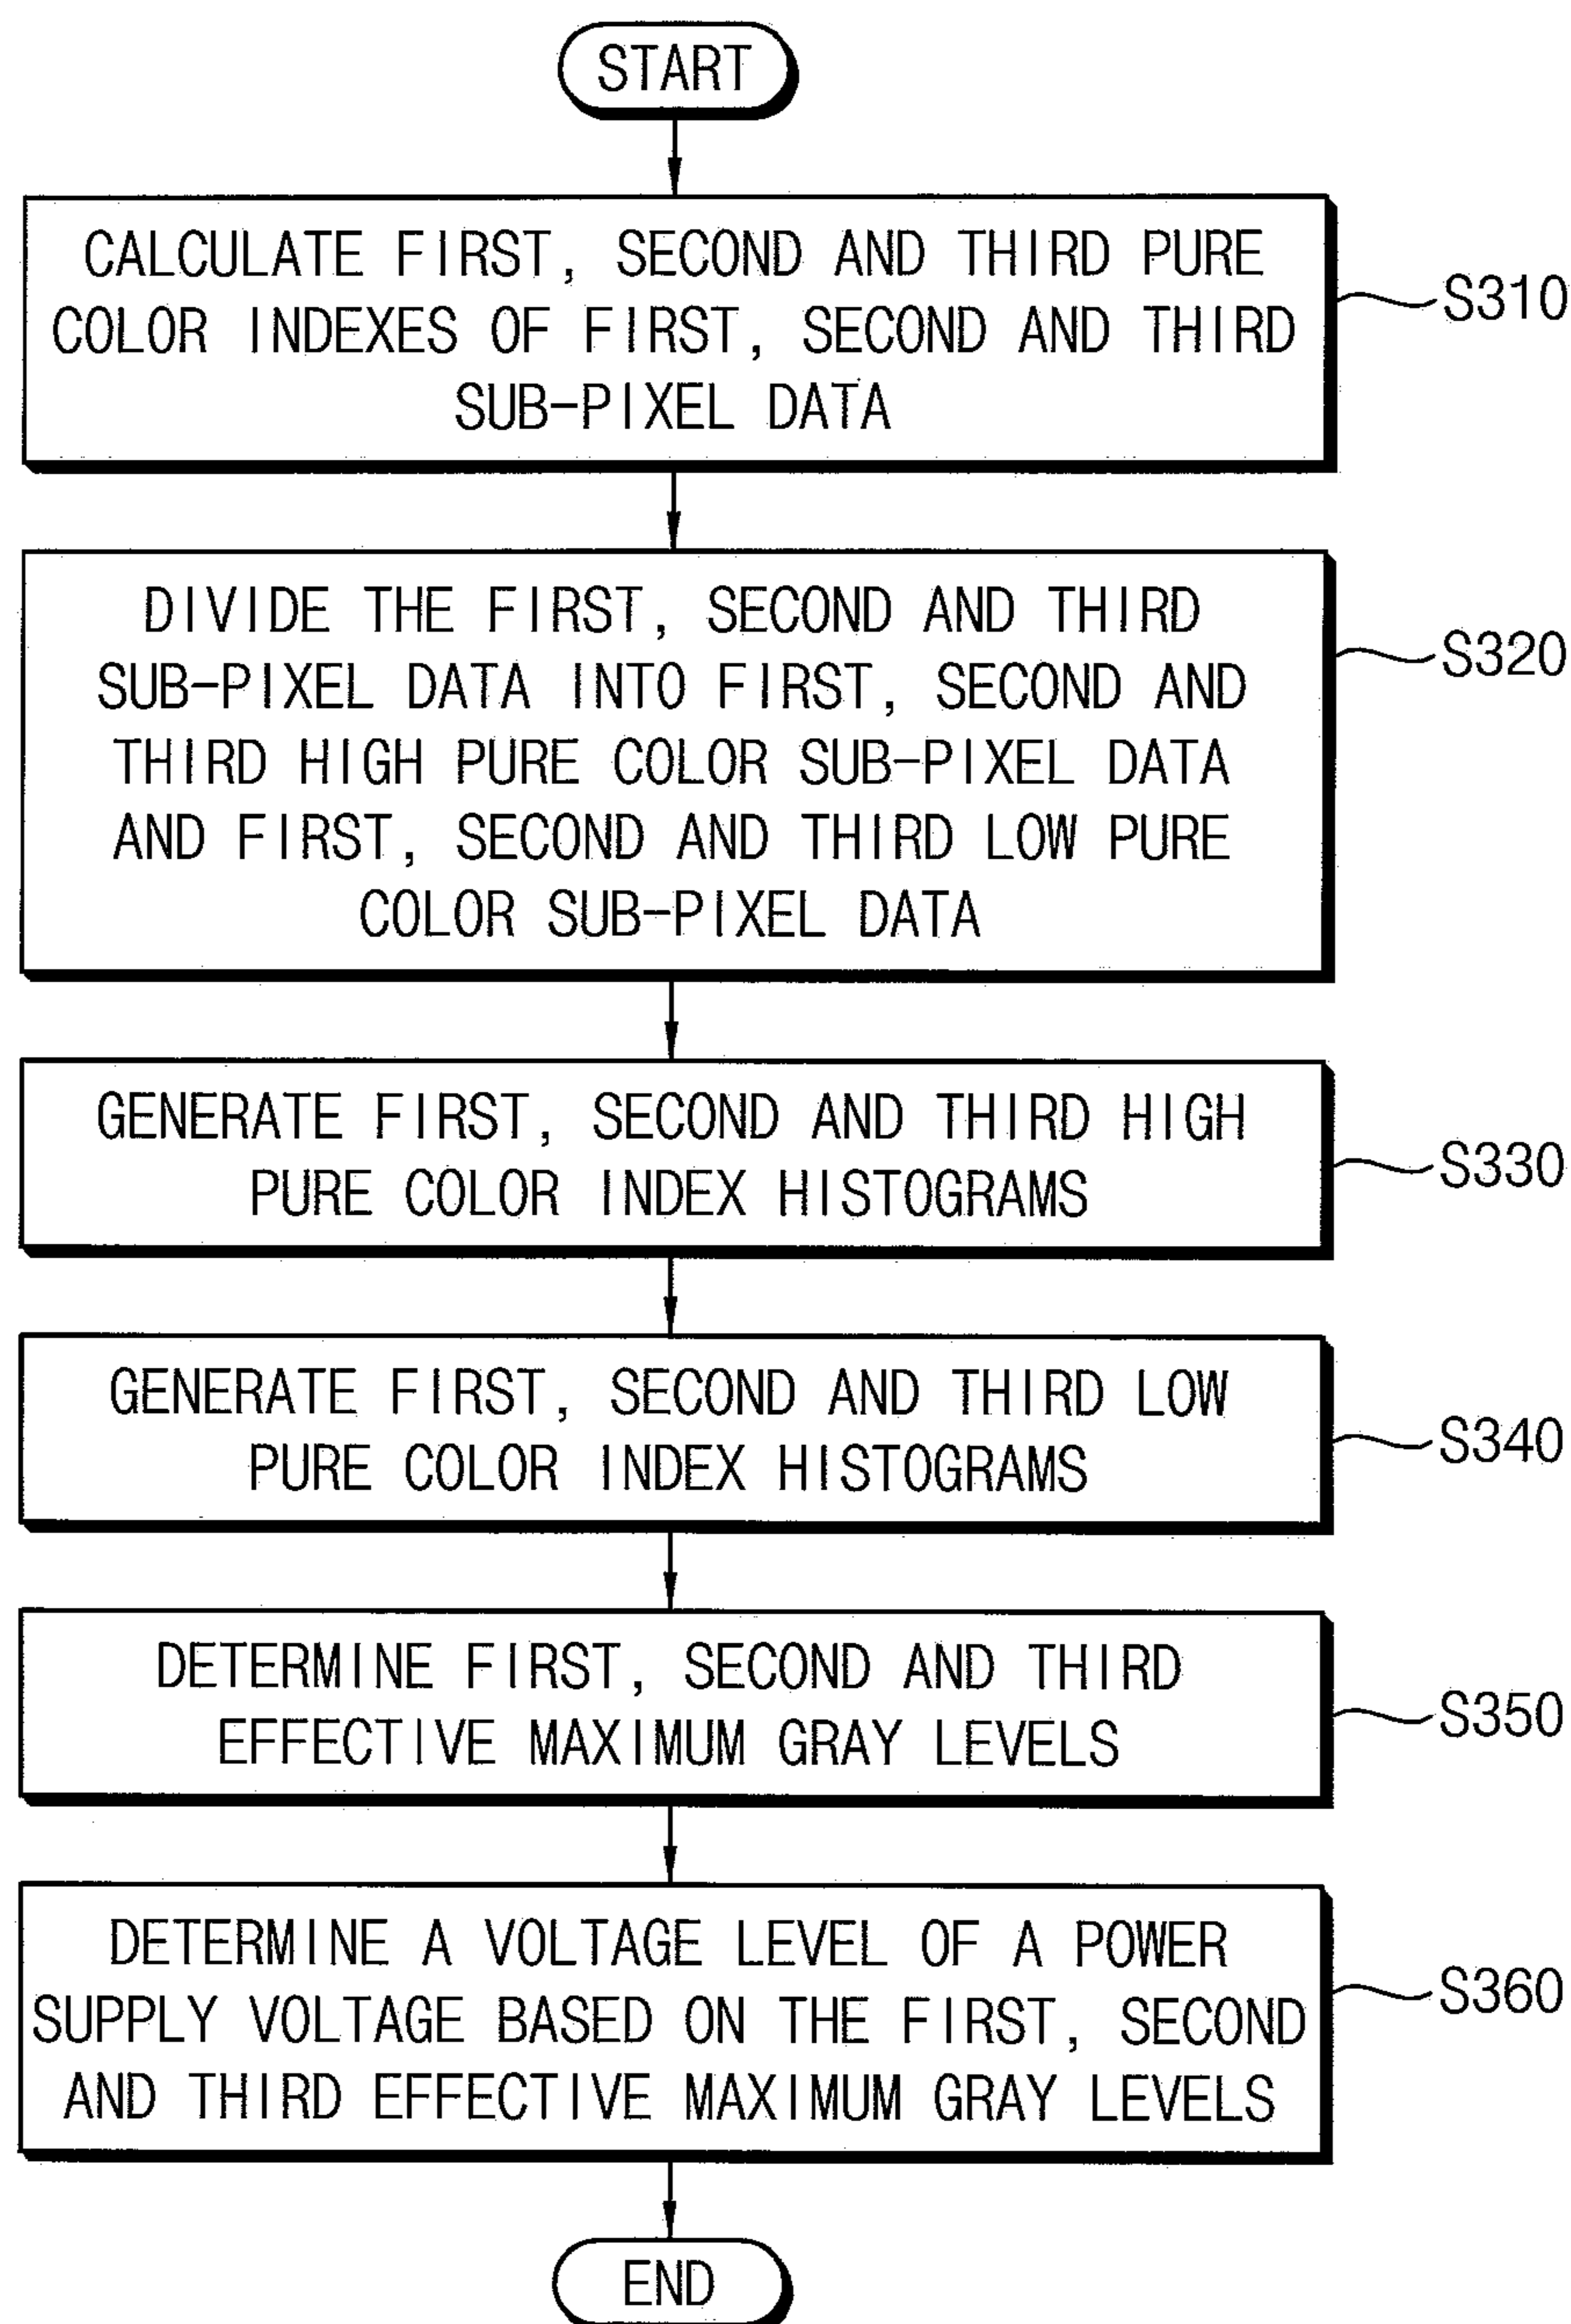 START
CALCULATE FIRST, SECOND AND THIRD PURE
COLOR INDEXES OF FIRST, SECOND AND THIRD
SUB-PIXEL DATA
S310
DIVIDE THE FIRST, SECOND AND THIRD
SUB-PIXEL DATA INTO FIRST, SECOND AND
THIRD HIGH PURE COLOR SUB-PIXEL DATA
AND FIRST, SECOND AND THIRD LOW PURE
COLOR SUB-PIXEL DATA
S320
GENERATE FIRST, SECOND AND THIRD HIGH
PURE COLOR INDEX HISTOGRAMS
S330
GENERATE FIRST, SECOND AND THIRD LOW
PURE COLOR INDEX HISTOGRAMS
S340
DETERMINE FIRST, SECOND AND THIRD
EFFECTIVE MAXIMUM GRAY LEVELS
S350
DETERMINE A VOLTAGE LEVEL OF A POWER
SUPPLY VOLTAGE BASED ON THE FIRST, SECOND
AND THIRD EFFECTIVE MAXIMUM GRAY LEVELS
S360
END